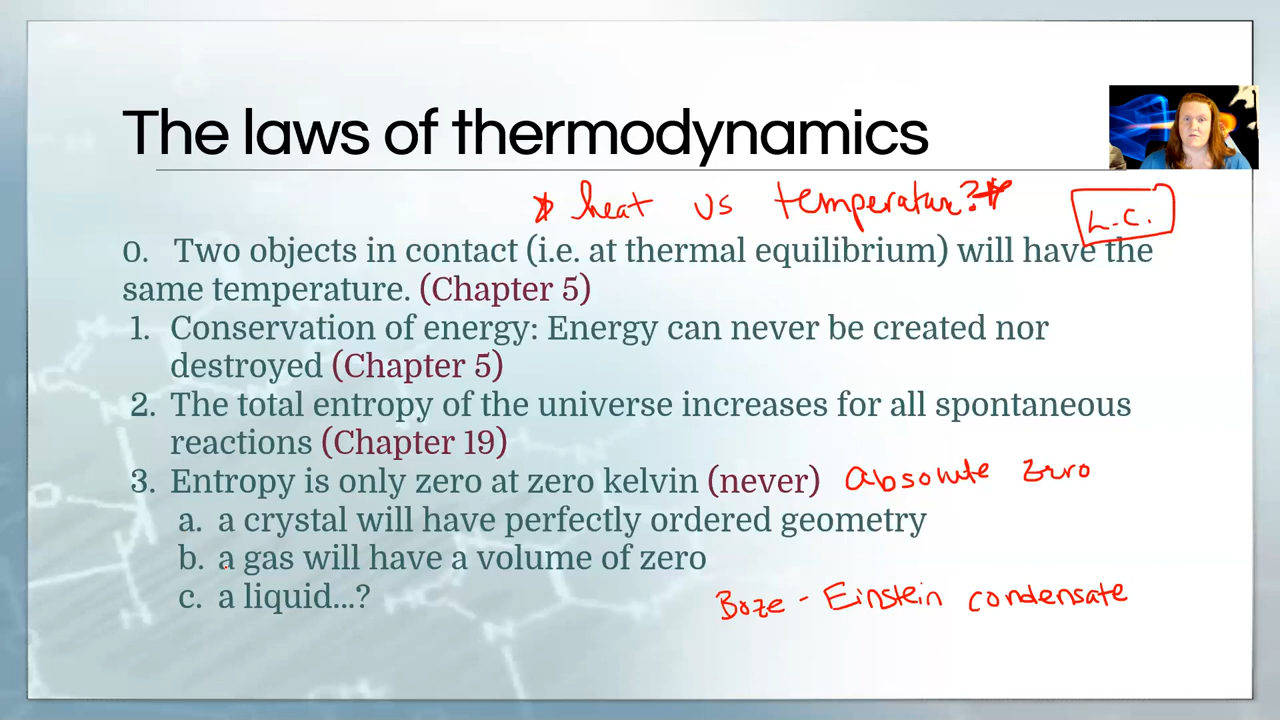 The laws of thermodynamics
* heat vs temperature?*
L.C.
0. Two objects in contact (i.e. at thermal equilibrium) will have the
same temperature. (Chapter 5)
1. Conservation of energy: Energy can never be created nor
destroyed (Chapter 5)
2. The total entropy of the universe increases for all spontaneous
reactions (Chapter 19)
3. Entropy is only zero at zero kelvin (never) absolute zero
a. a crystal will have perfectly ordered geometry
b. a gas will have a volume of zero
c. a liquid...?
Boze - Einstein condensate